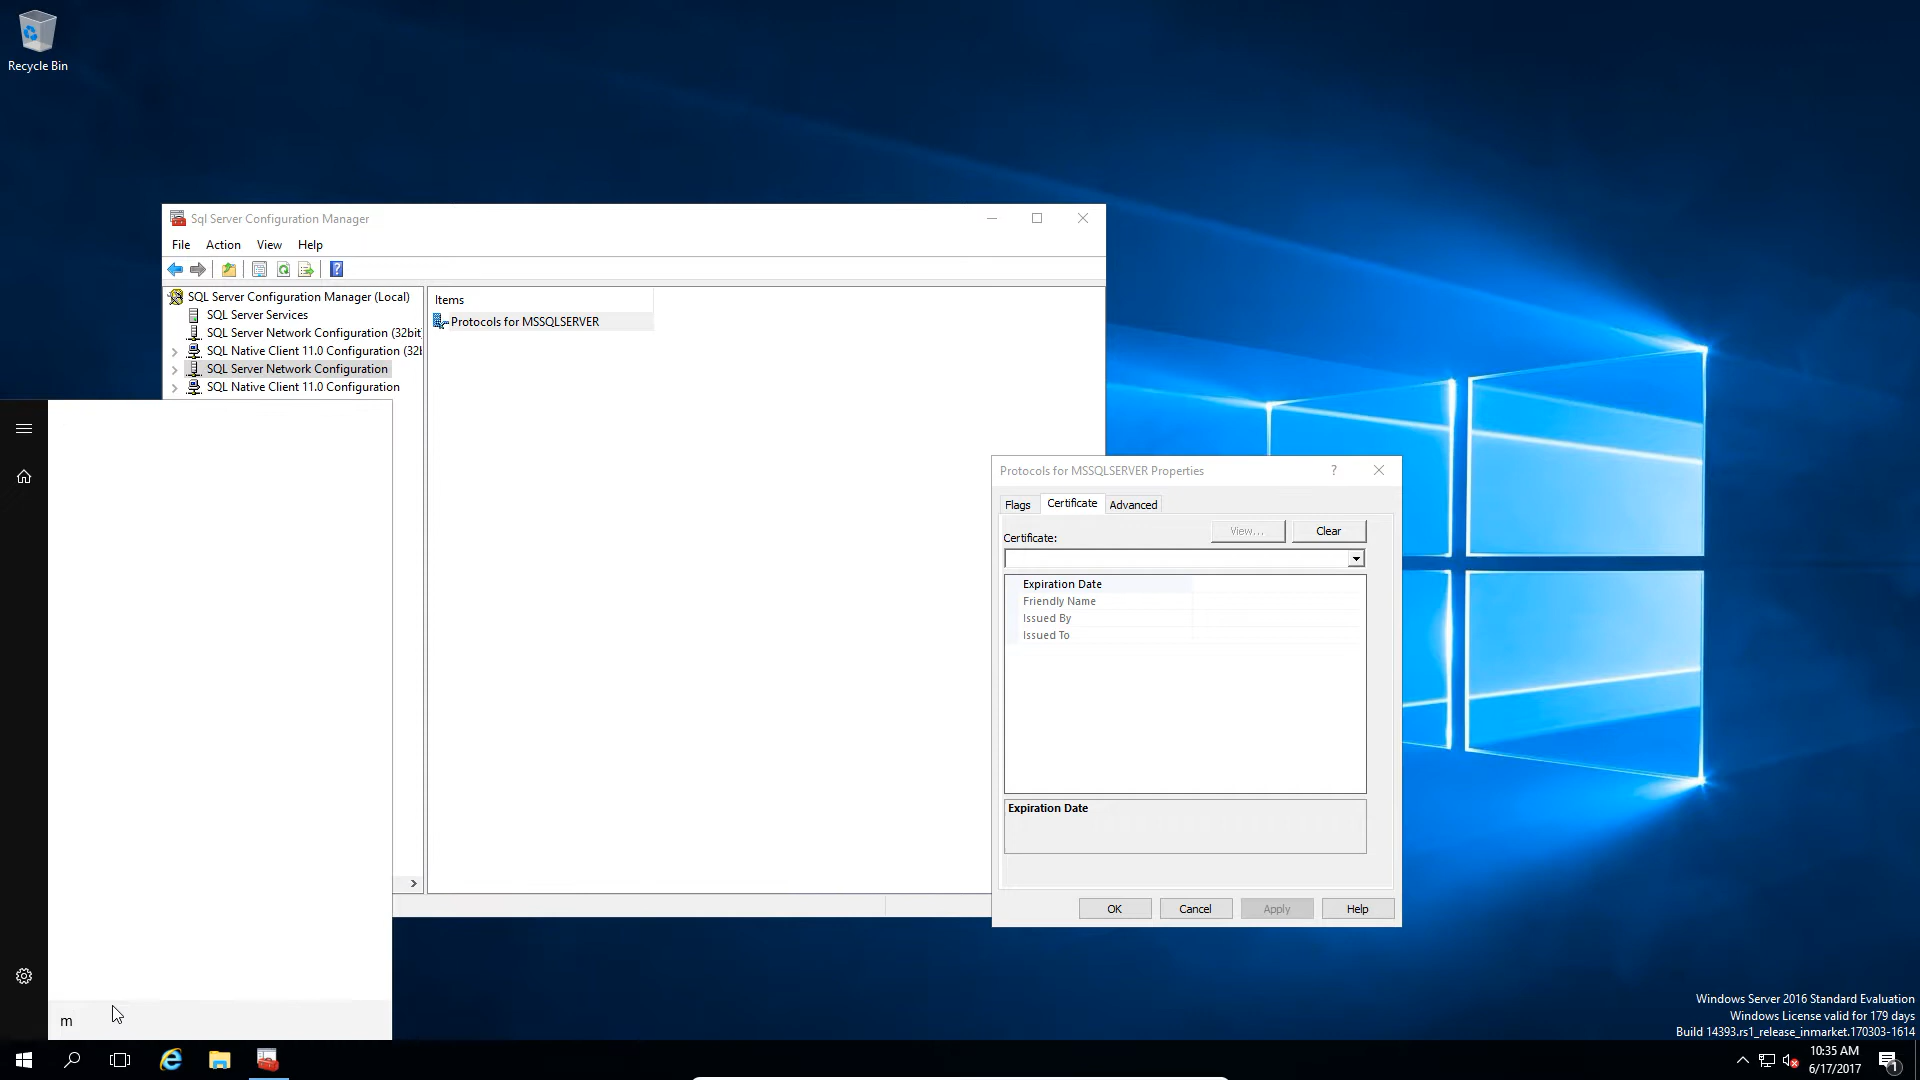 Recycle Bin
Sql Server Configuration Manager
File Action View Help
SQL Server Configuration Manager (Local)
SQL Server Services
SQL Server Network Configuration (32bit
SQL Native Client 11.0 Configuration (32
SQL Server Network Configuration
SQL Native Client 11.0 Configuration
Items
Protocols for MSSQLSERVER
Protocols for MSSQLSERVER Properties
?
Flags Certificate Advanced
View... Clear
Certificate:
Expiration Date
Friendly Name
Issued By
Issued To
Expiration Date
OK Cancel Apply Help
m
Windows Server 2016 Standard Evaluation
Windows License valid for 179 days
Build 14393.rs1_release_inmarket.170303-1614
10:35 AM
6/17/2017
1